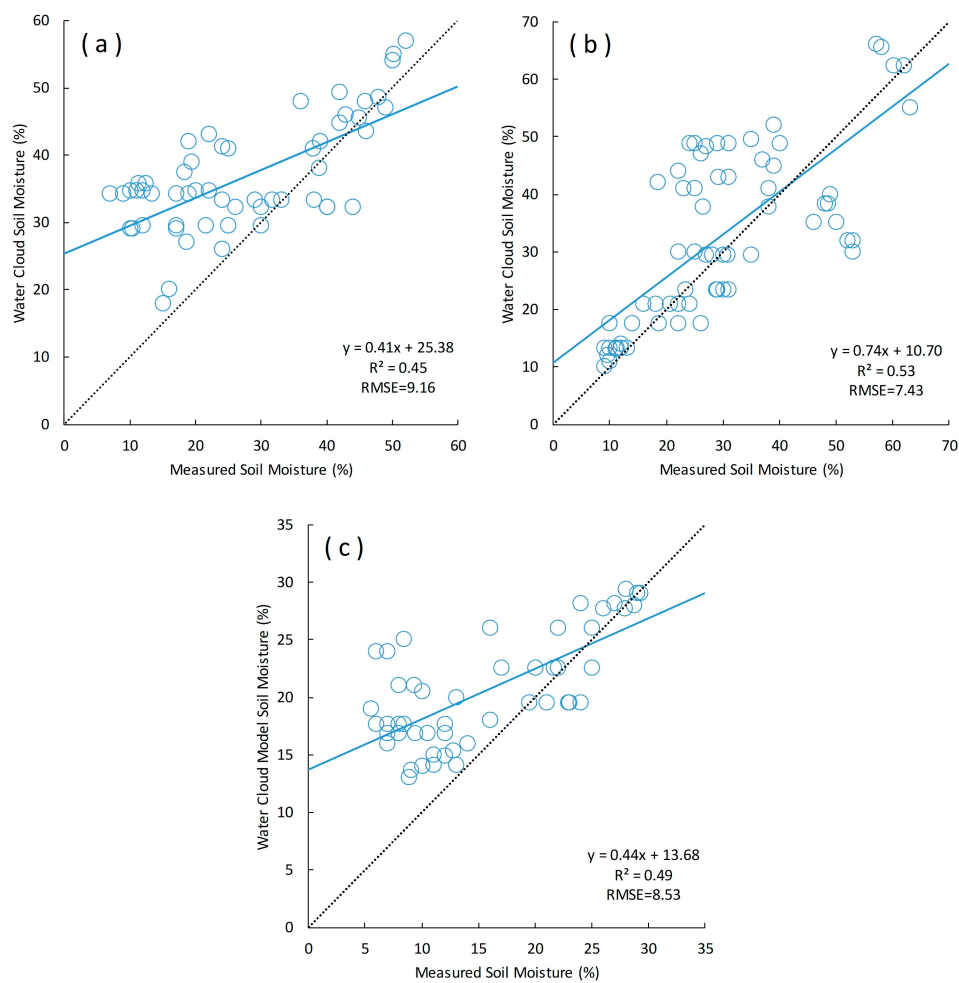 ( a )
Water Cloud Soil Moisture (%)
60
50
40
30
20
10
0
y = 0.41x + 25.38
R² = 0.45
RMSE=9.16
0 10 20 30 40 50 60
Measured Soil Moisture (%)
( b )
Water Cloud Soil Moisture (%)
70
60
50
40
30
20
10
0
y = 0.74x + 10.70
R² = 0.53
RMSE=7.43
0 10 20 30 40 50 60 70
Measured Soil Moisture (%)
( c )
Water Cloud Model Soil Moisture (%)
35
30
25
20
15
10
5
0
y = 0.44x + 13.68
R² = 0.49
RMSE=8.53
0 5 10 15 20 25 30 35
Measured Soil Moisture (%)